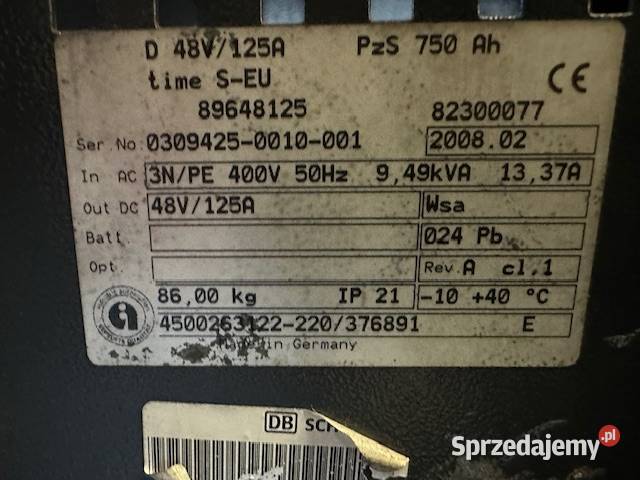 D 48V/125A PzS 750 Ah
time S-EU CE
89648125 82300077
Ser.No. 0309425-0010-001 2008.02
In AC 3N/PE 400V 50Hz 9,49kVA 13,37A
Out DC 48V/125A Wsa
Batt. 024 Pb
Opt. Rev.A cl.1
86,00 kg IP 21 -10 +40 °C
4500263122-220/376891 E
Made in Germany
DB
Sprzedajemy.pl